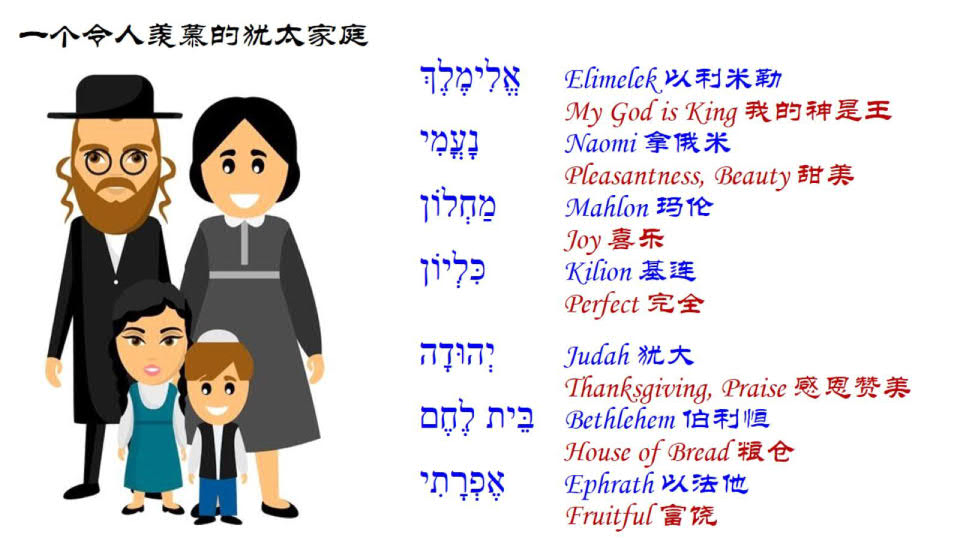 一个令人羡慕的犹太家庭
אֱלִימֶלֶךְ Elimelek 以利米勒
My God is King 我的神是王
נָעֳמִי Naomi 拿俄米
Pleasantness, Beauty 甜美
מַחְלוֹן Mahlon 玛伦
Joy 喜乐
כִּלְיוֹן Kilion 基连
Perfect 完全
יְהוּדָה Judah 犹大
Thanksgiving, Praise 感恩赞美
בֵּית לֶחֶם Bethlehem 伯利恒
House of Bread 粮仓
אֶפְרָתִי Ephrath 以法他
Fruitful 富饶